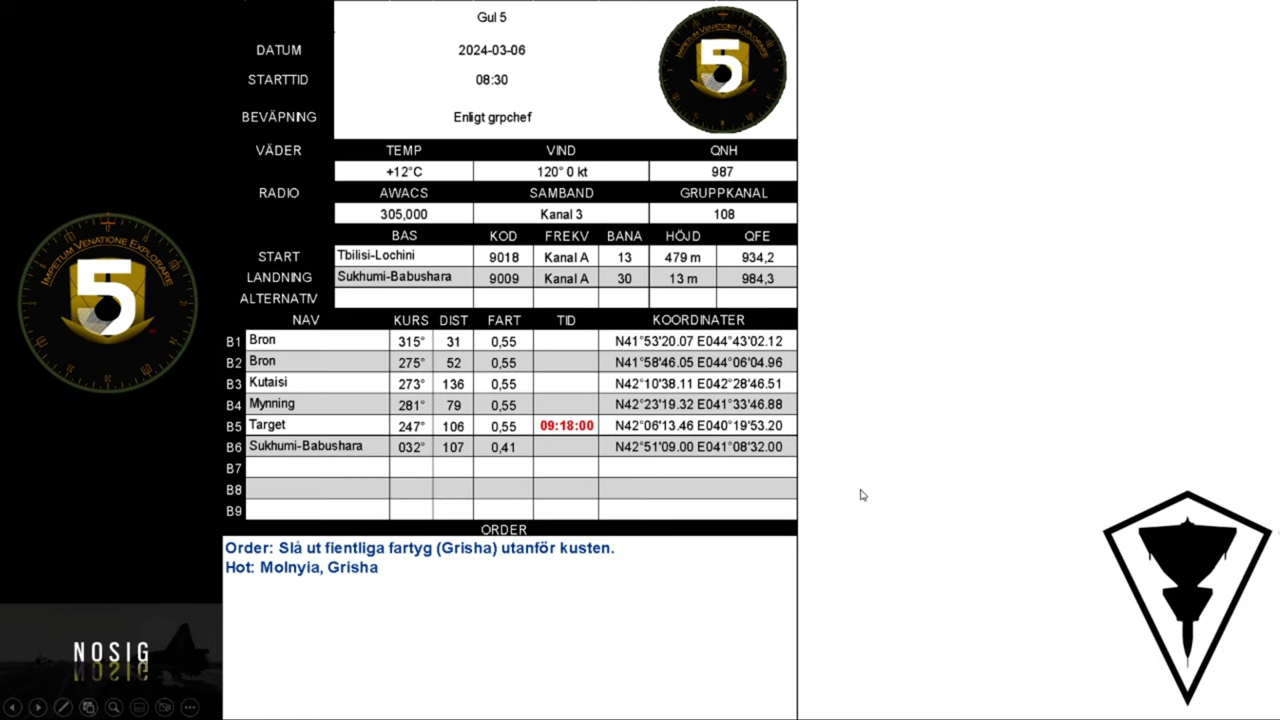 Gul 5
DATUM 2024-03-06
STARTTID 08:30
BEVÄPNING Enligt grpchef
IMPETUM VENATIONE EXPLORARE
5
VÄDER TEMP VIND QNH
+12°C 120° 0 kt 987
RADIO AWACS SAMBAND GRUPPKANAL
305,000 Kanal 3 108
BAS KOD FREKV BANA HÖJD QFE
START Tbilisi-Lochini 9018 Kanal A 13 479 m 934,2
LANDNING Sukhumi-Babushara 9009 Kanal A 30 13 m 984,3
ALTERNATIV
NAV KURS DIST FART TID KOORDINATER
B1 Bron 315° 31 0,55 N41°53'20.07 E044°43'02.12
B2 Bron 275° 52 0,55 N41°58'46.05 E044°06'04.96
B3 Kutaisi 273° 136 0,55 N42°10'38.11 E042°28'46.51
B4 Mynning 281° 79 0,55 N42°23'19.32 E041°33'46.88
B5 Target 247° 106 0,55 09:18:00 N42°06'13.46 E040°19'53.20
B6 Sukhumi-Babushara 032° 107 0,41 N42°51'09.00 E041°08'32.00
B7
B8
B9
ORDER
Order: Slå ut fientliga fartyg (Grisha) utanför kusten.
Hot: Molnyia, Grisha
IMPETUM VENATIONE EXPLORARE
5
NOSIG